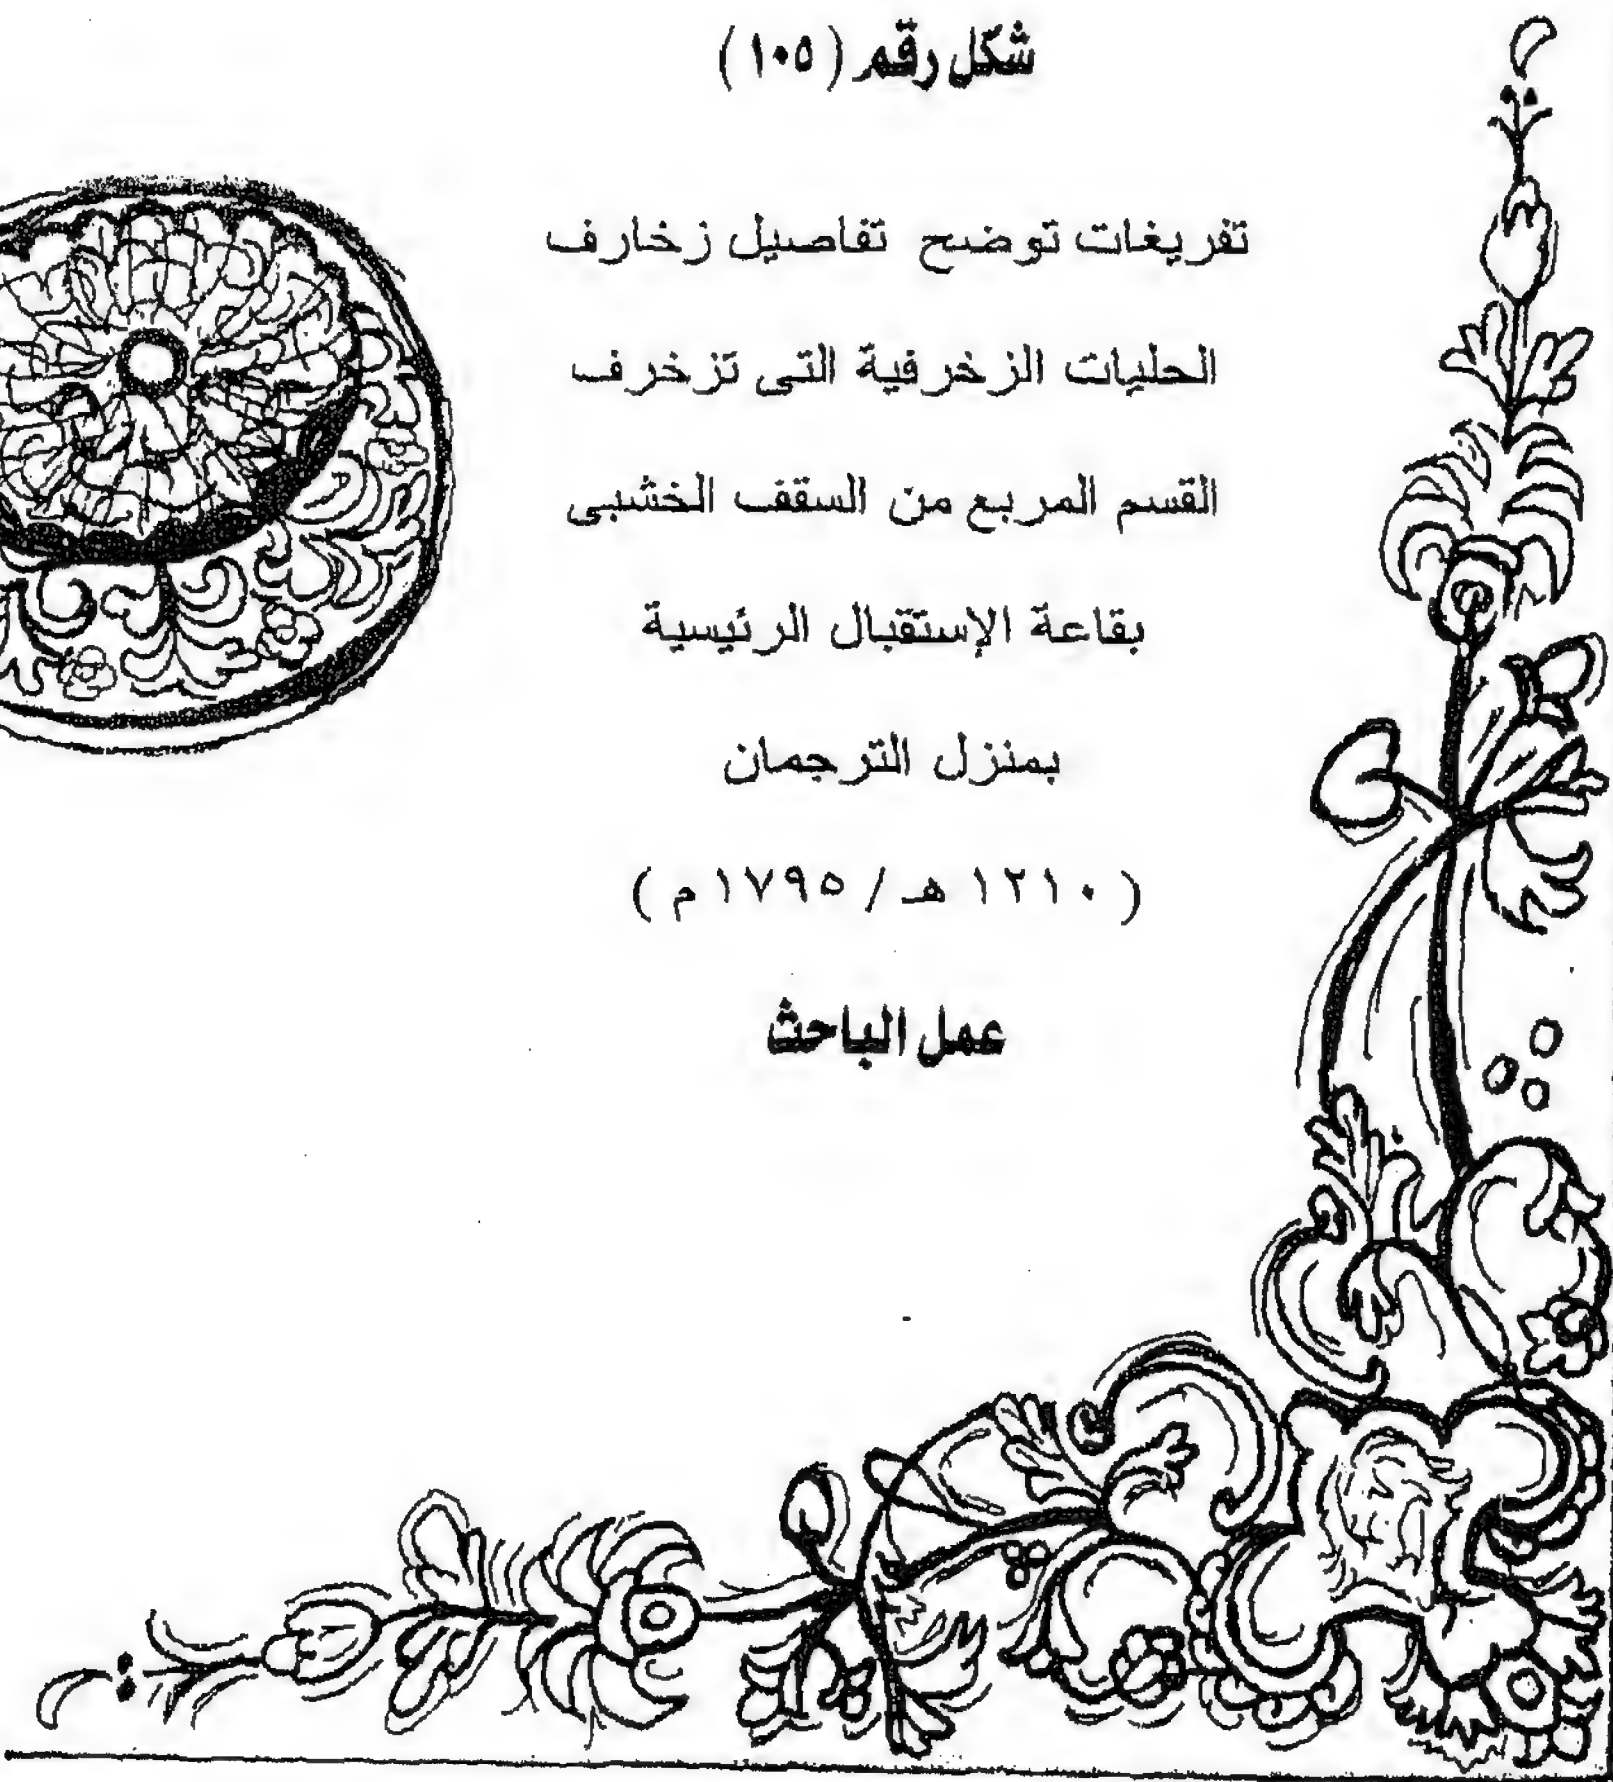 شكل رقم ( ١٠٥ )
تفريغات توضح تفاصيل زخارف
الحليات الزخرفية التى تزخرف
القسم المربع من السقف الخشبى
بقاعة الإستقبال الرئيسية
بمنزل الترجمان
( ١٢١٠ هـ / ١٧٩٥ م )
عمل الباحث